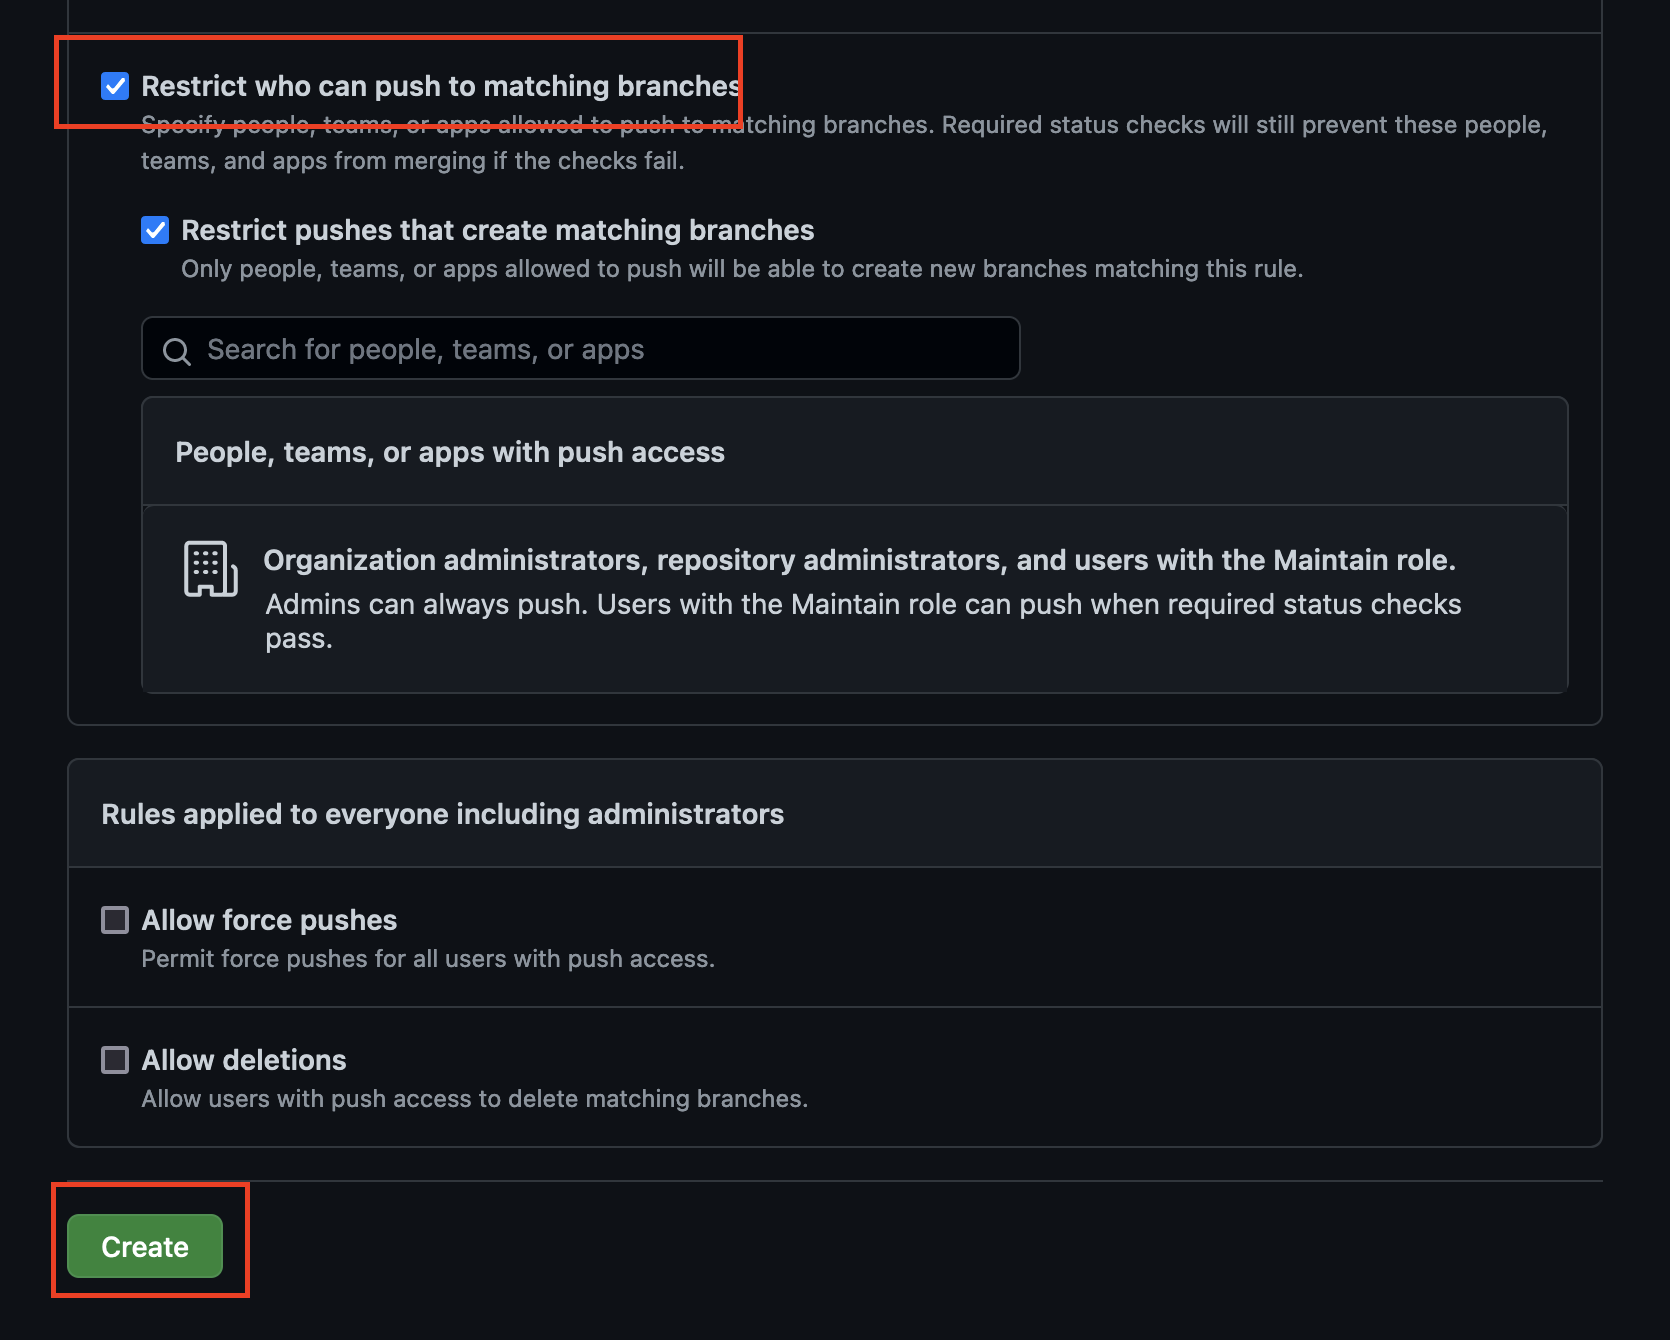 Restrict who can push to matching branches
Specify people, teams, or apps allowed to push to matching branches. Required status checks will still prevent these people,
teams, and apps from merging if the checks fail.
Restrict pushes that create matching branches
Only people, teams, or apps allowed to push will be able to create new branches matching this rule.
Search for people, teams, or apps
People, teams, or apps with push access
Organization administrators, repository administrators, and users with the Maintain role.
Admins can always push. Users with the Maintain role can push when required status checks
pass.
Rules applied to everyone including administrators
Allow force pushes
Permit force pushes for all users with push access.
Allow deletions
Allow users with push access to delete matching branches.
Create